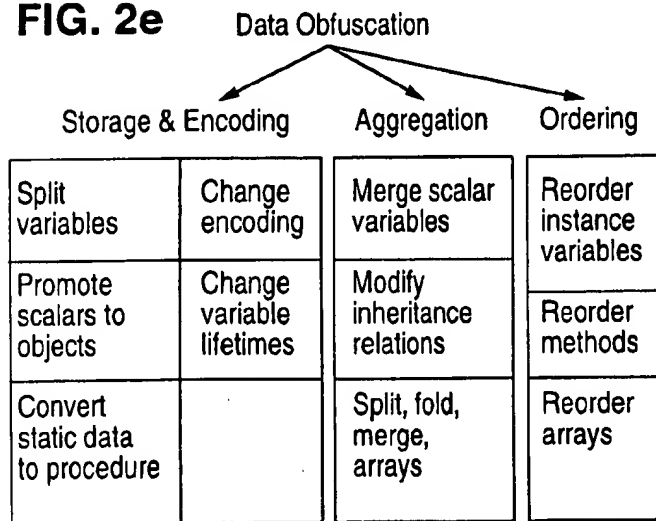 FIG. 2e
Data Obfuscation
Storage & Encoding
Aggregation
Ordering
Split
variables
Change
encoding
Merge scalar
variables
Reorder
instance
variables
Promote
scalars to
objects
Change
variable
lifetimes
Modify
inheritance
relations
Reorder
methods
Convert
static data
to procedure
Split, fold,
merge,
arrays
Reorder
arrays